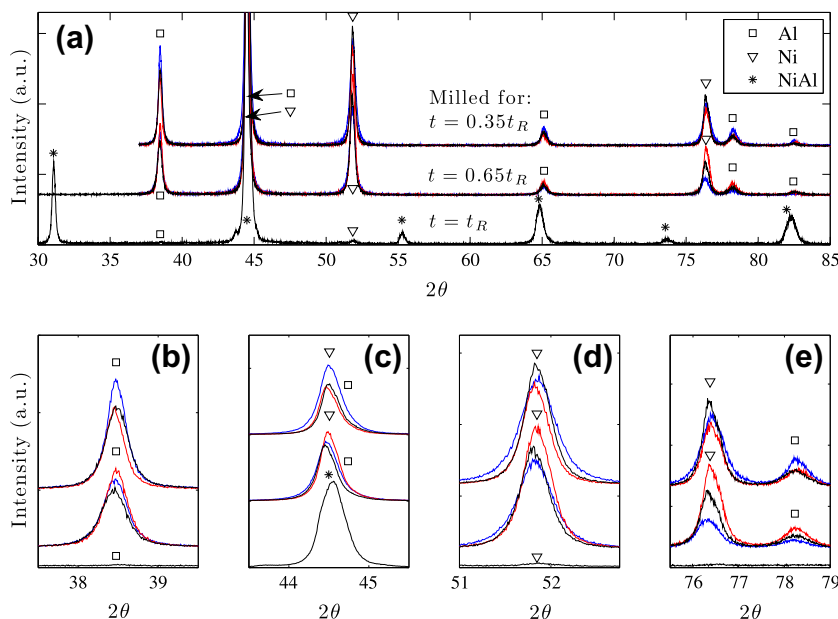 (a)
Intensity (a.u.)
□ Al
▽ Ni
* NiAl
Milled for:
t = 0.35t_R
t = 0.65t_R
t = t_R
30 35 40 45 50 55 60 65 70 75 80 85
2θ
(b) (c) (d) (e)
Intensity (a.u.)
38 39
2θ
44 45
2θ
51 52
2θ
76 77 78 79
2θ